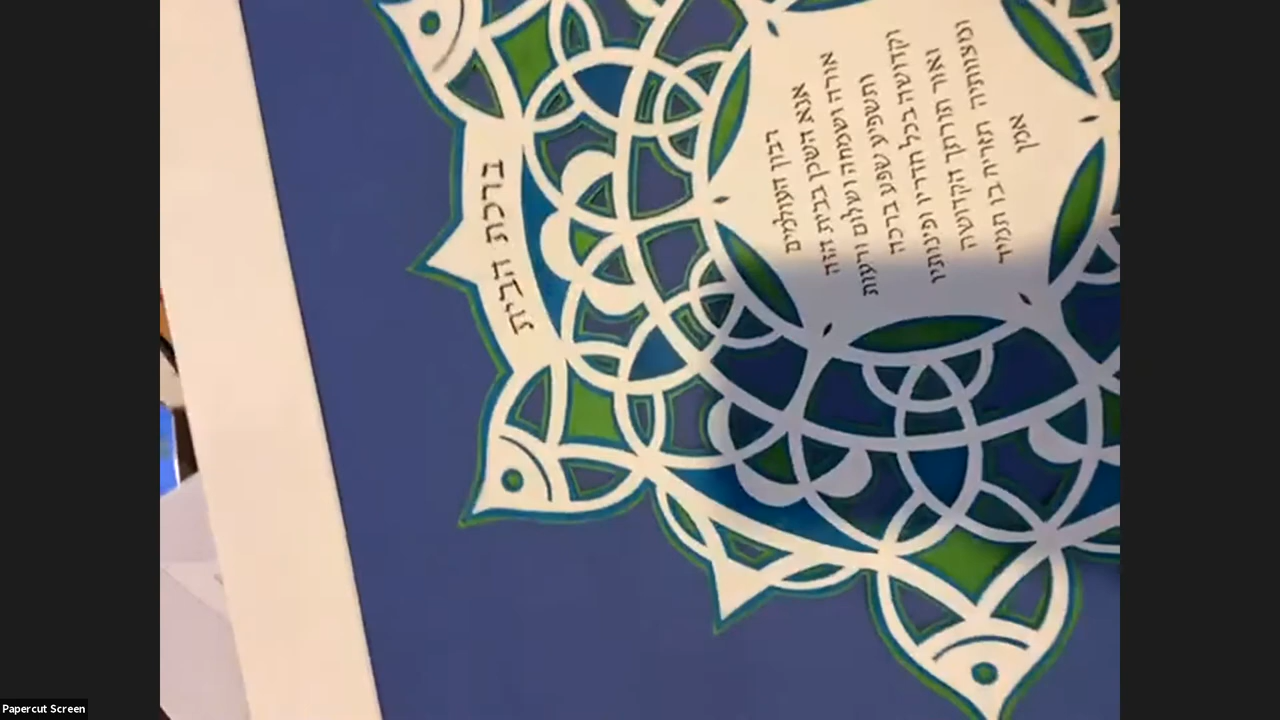 ברכת הבית
רבון העולמים
אנא השכן בבית הזה
אורה ושמחה ושלום ורעות
ותשפיע שפע ברכה
וקדושה בכל חדריו ופינותיו
ואור תורתך הקדושה
ומצוותיה תזריח בו תמיד
אמן
Papercut Screen